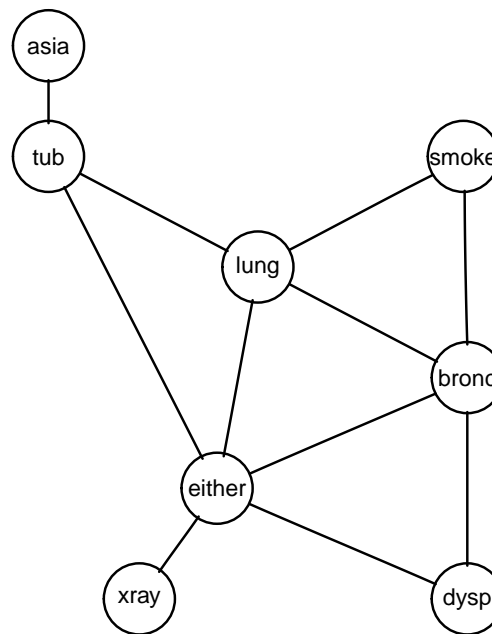 asia
tub
smoke
lung
bronc
either
xray
dysp